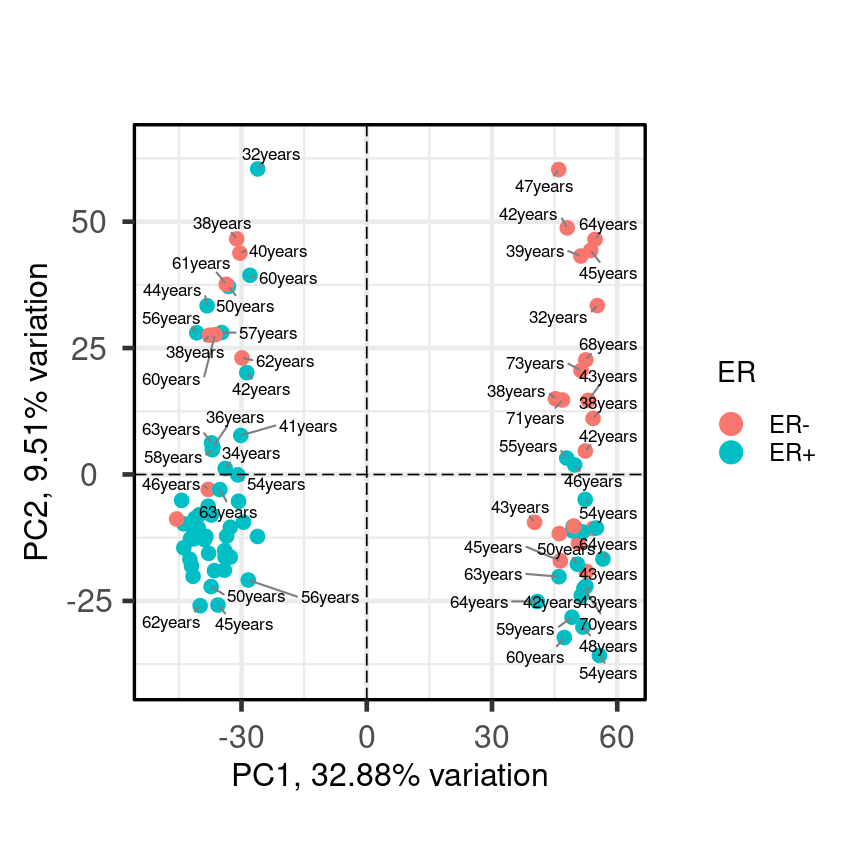 32years
47years
38years
42years
64years
40years
39years
61years
60years
45years
44years
50years
56years
32years
57years
38years
68years
62years
73years
60years
43years
42years
38years
38years
36years
71years
41years
63years
42years
34years
55years
58years
46years
54years
46years
63years
43years
54years
45years
50years
64years
63years
43years
50years
56years
64years
42years
43years
62years
45years
59years
70years
48years
60years
54years
50
25
0
-25
-30
0
30
60
PC1, 32.88% variation
PC2, 9.51% variation
ER
ER-
ER+